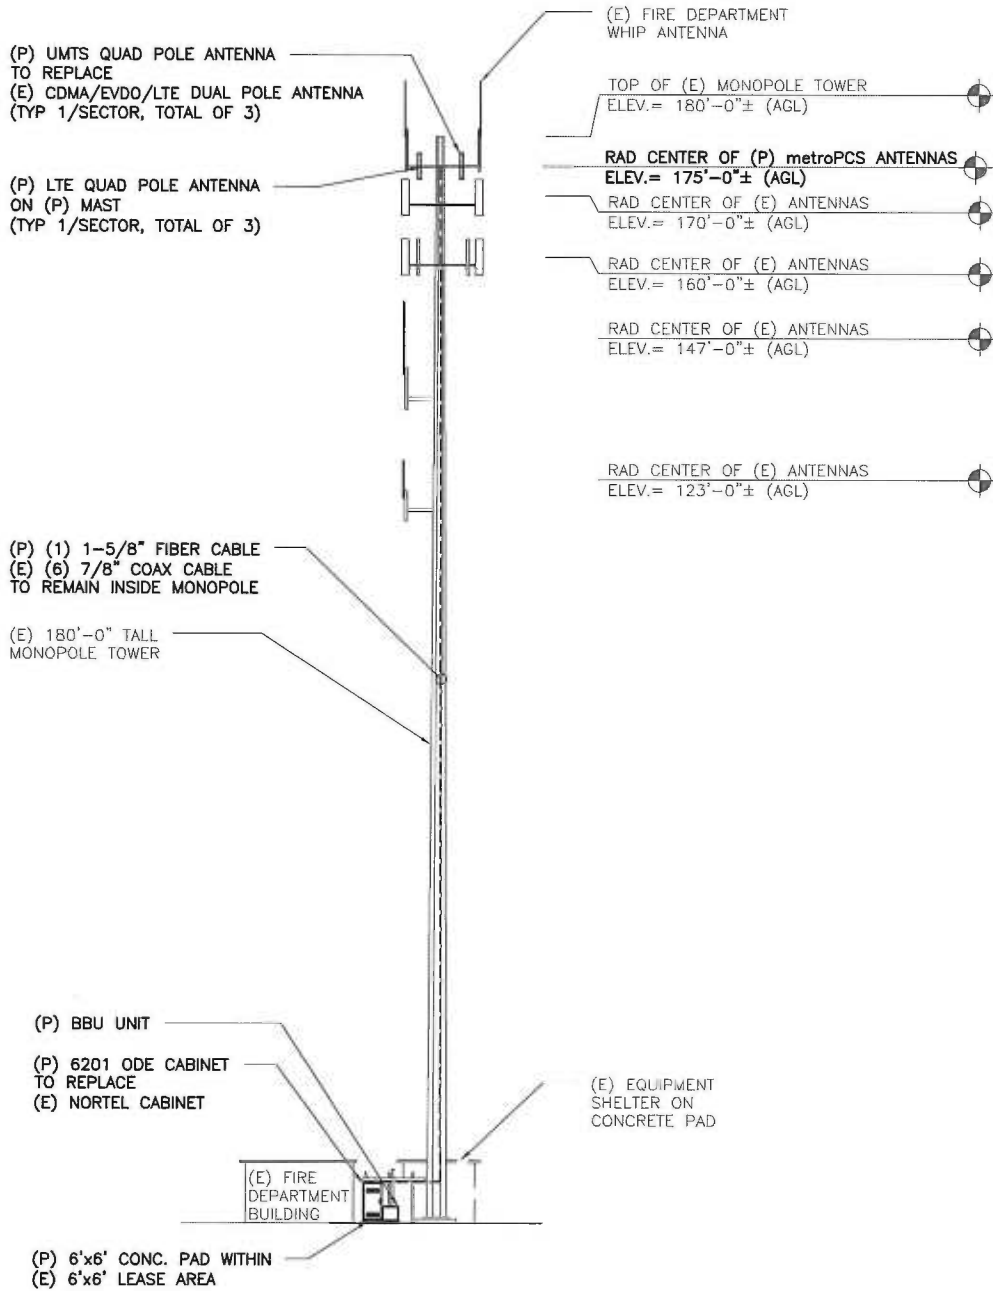 (P) UMTS QUAD POLE ANTENNA
TO REPLACE
(E) CDMA/EVDO/LTE DUAL POLE ANTENNA
(TYP 1/SECTOR, TOTAL OF 3)
(P) LTE QUAD POLE ANTENNA
ON (P) MAST
(TYP 1/SECTOR, TOTAL OF 3)
(E) FIRE DEPARTMENT
WHIP ANTENNA
TOP OF (E) MONOPOLE TOWER
ELEV.= 180'-0"± (AGL)
RAD CENTER OF (P) metroPCS ANTENNAS
ELEV.= 175'-0"± (AGL)
RAD CENTER OF (E) ANTENNAS
ELEV.= 170'-0"± (AGL)
RAD CENTER OF (E) ANTENNAS
ELEV.= 160'-0"± (AGL)
RAD CENTER OF (E) ANTENNAS
ELEV.= 147'-0"± (AGL)
RAD CENTER OF (E) ANTENNAS
ELEV.= 123'-0"± (AGL)
(P) (1) 1-5/8" FIBER CABLE
(E) (6) 7/8" COAX CABLE
TO REMAIN INSIDE MONOPOLE
(E) 180'-0" TALL
MONOPOLE TOWER
(P) BBU UNIT
(P) 6201 ODE CABINET
TO REPLACE
(E) NORTEL CABINET
(E) EQUIPMENT
SHELTER ON
CONCRETE PAD
(E) FIRE
DEPARTMENT
BUILDING
(P) 6'x6' CONC. PAD WITHIN
(E) 6'x6' LEASE AREA